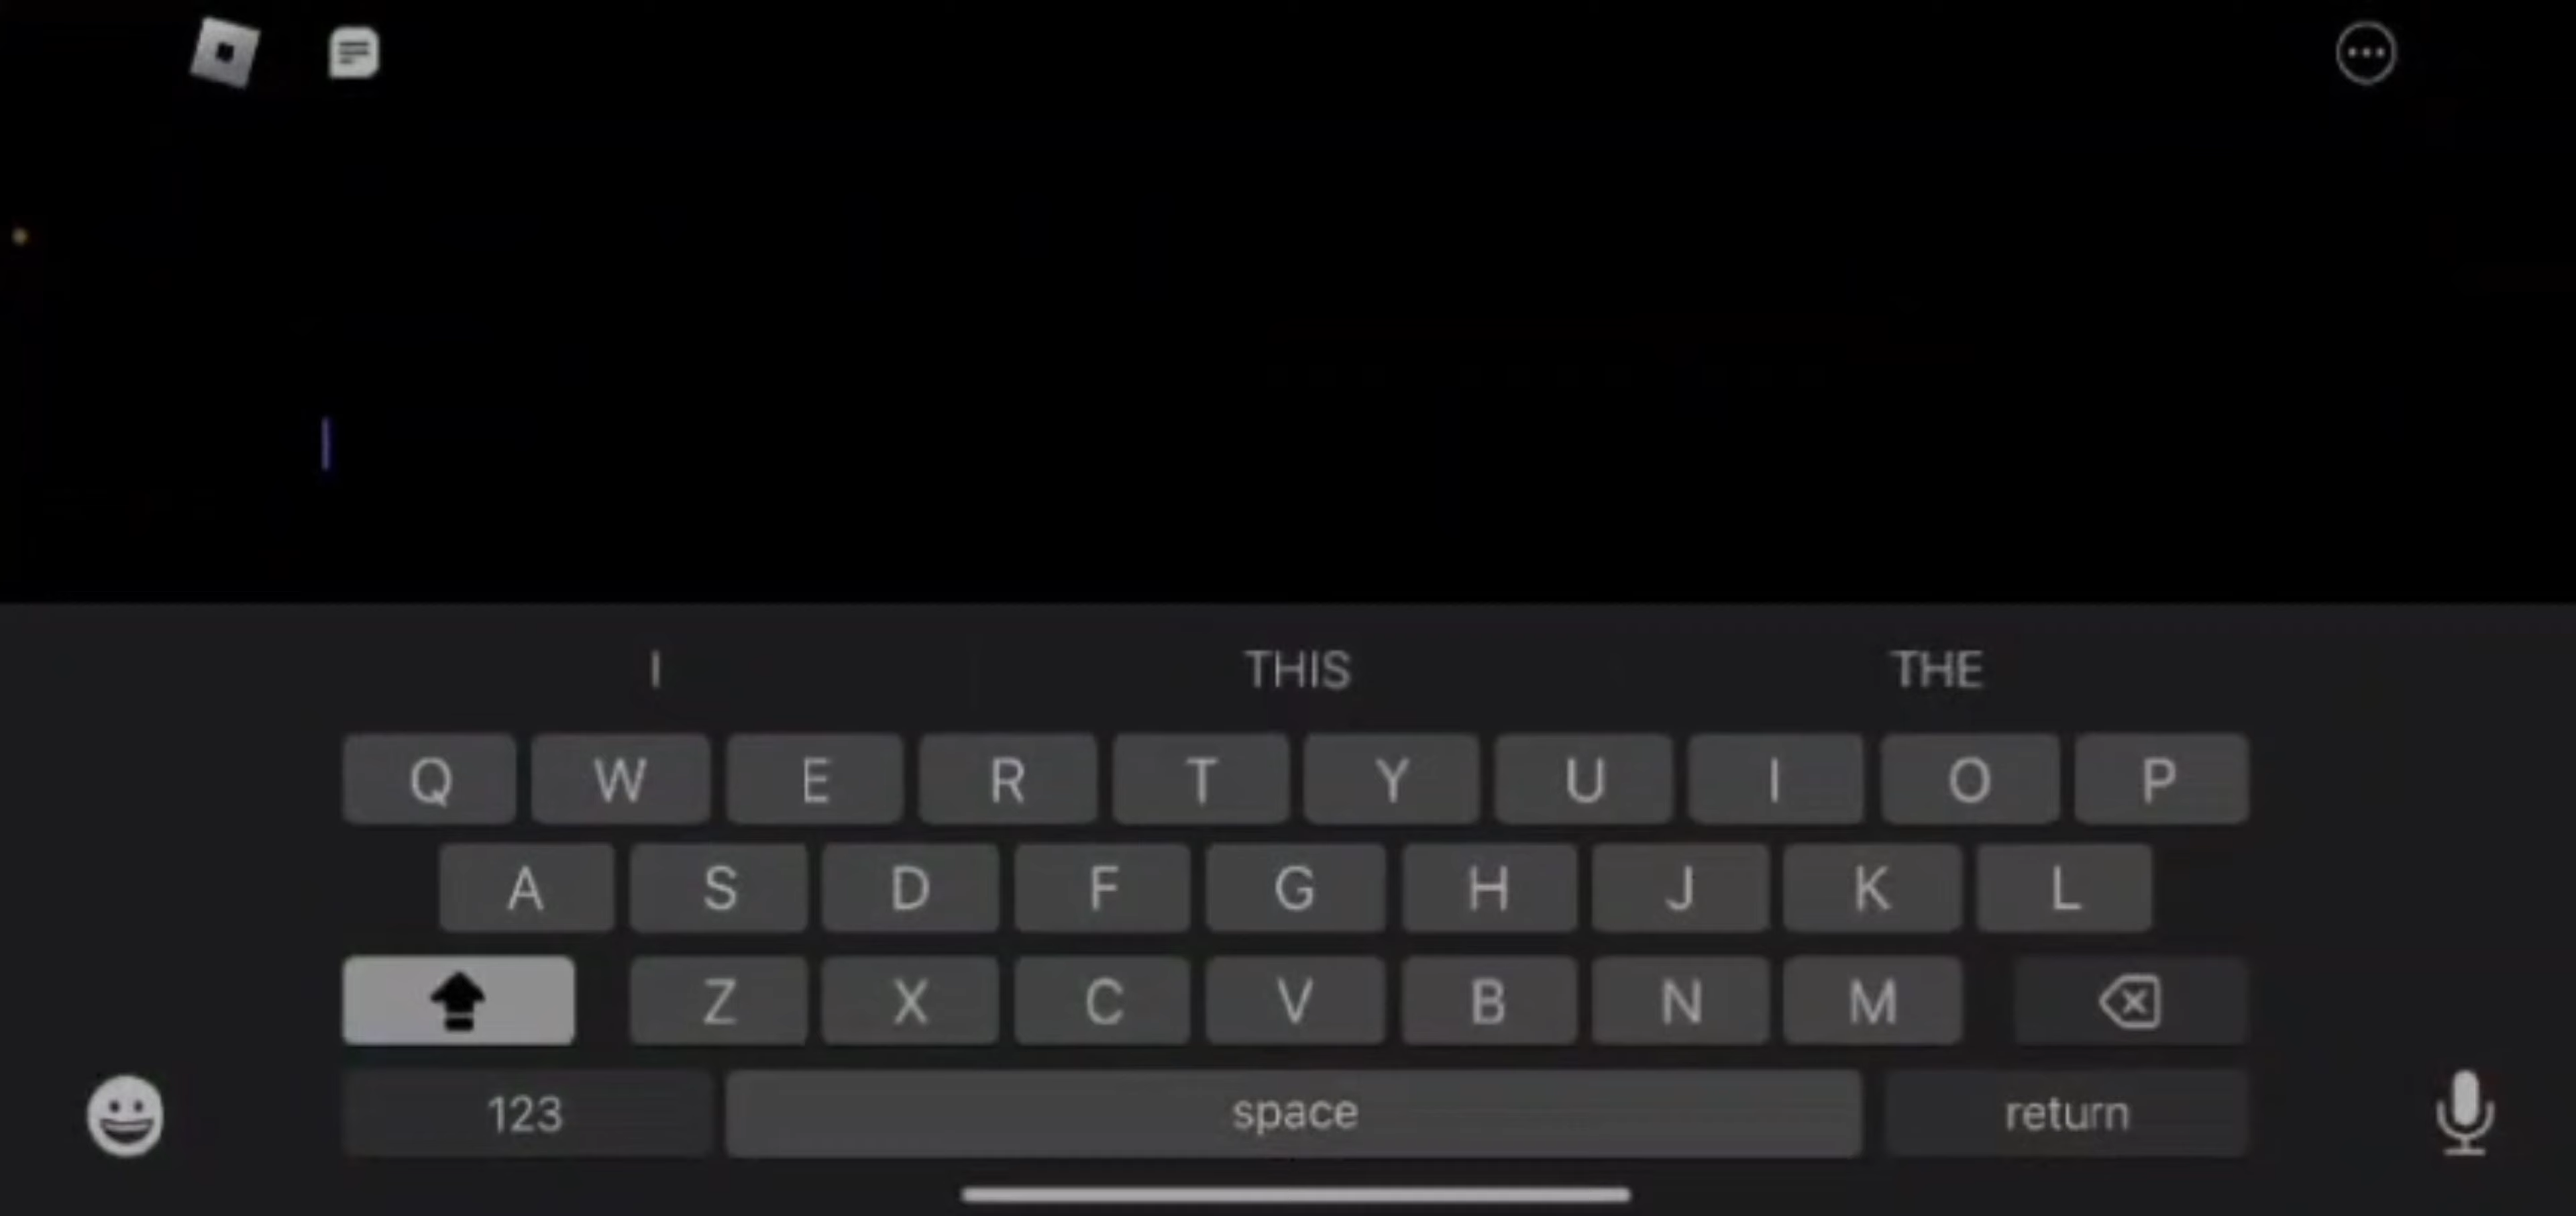 I THIS THE
Q W E R T Y U I O P
A S D F G H J K L
Z X C V B N M
123 space return